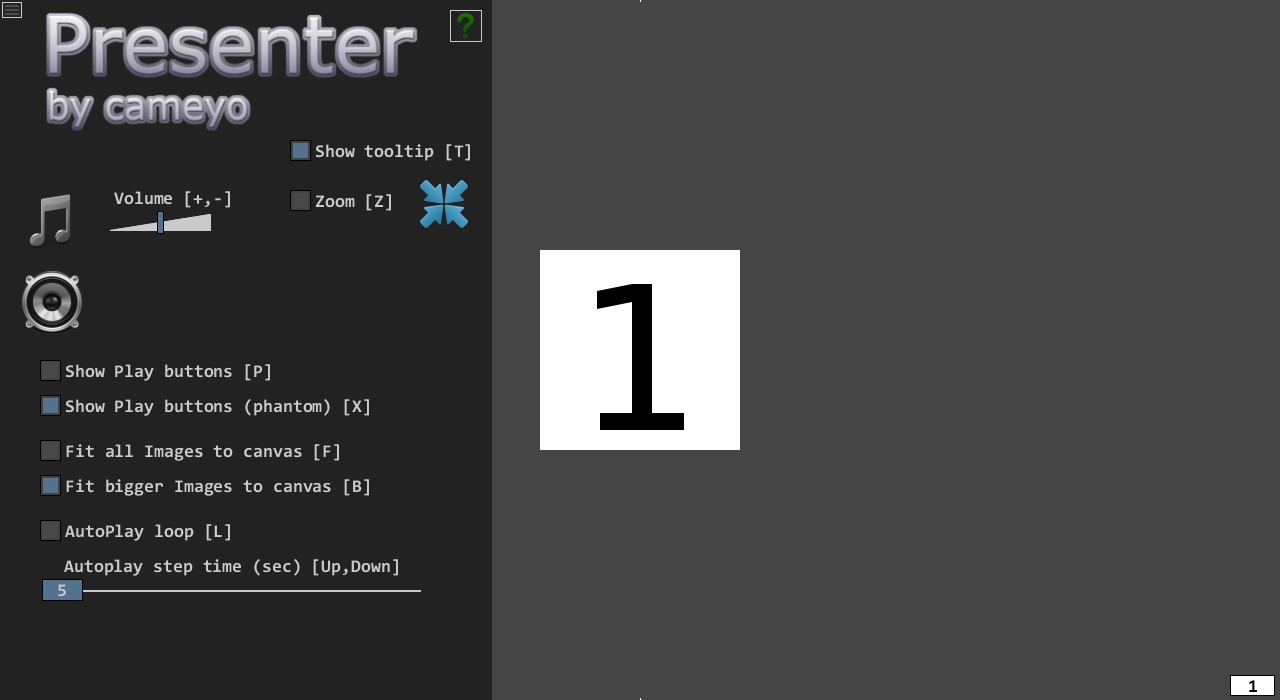 Presenter
?
by cameyo
Show tooltip [T]
Volume [+,-]
Zoom [Z]
1
Show Play buttons [P]
Show Play buttons (phantom) [X]
Fit all Images to canvas [F]
Fit bigger Images to canvas [B]
AutoPlay loop [L]
Autoplay step time (sec) [Up,Down]
5
1